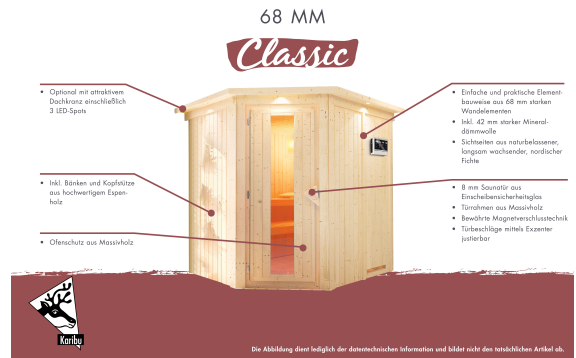 68 MM
Classic
• Optional mit attraktivem
Dachkranz einschließlich
3 LED-Spots
• Inkl. Bänken und Kopfstütze
aus hochwertigem Espen-
holz
• Ofenschutz aus Massivholz
• Einfache und praktische Element-
bauweise aus 68 mm starken
Wandelementen
• Inkl. 42 mm starker Mineral-
dämmwolle
• Sichtseiten aus naturbelassener,
langsam wachsender, nordischer
Fichte
• 8 mm Saunatür aus
Einscheibensicherheitsglas
• Türrahmen aus Massivholz
• Bewährte Magnetverschlusstechnik
• Türbeschläge mittels Exzenter
justierbar
Karibu
Die Abbildung dient lediglich der datentechnischen Information und bildet nicht den tatsächlichen Artikel ab.